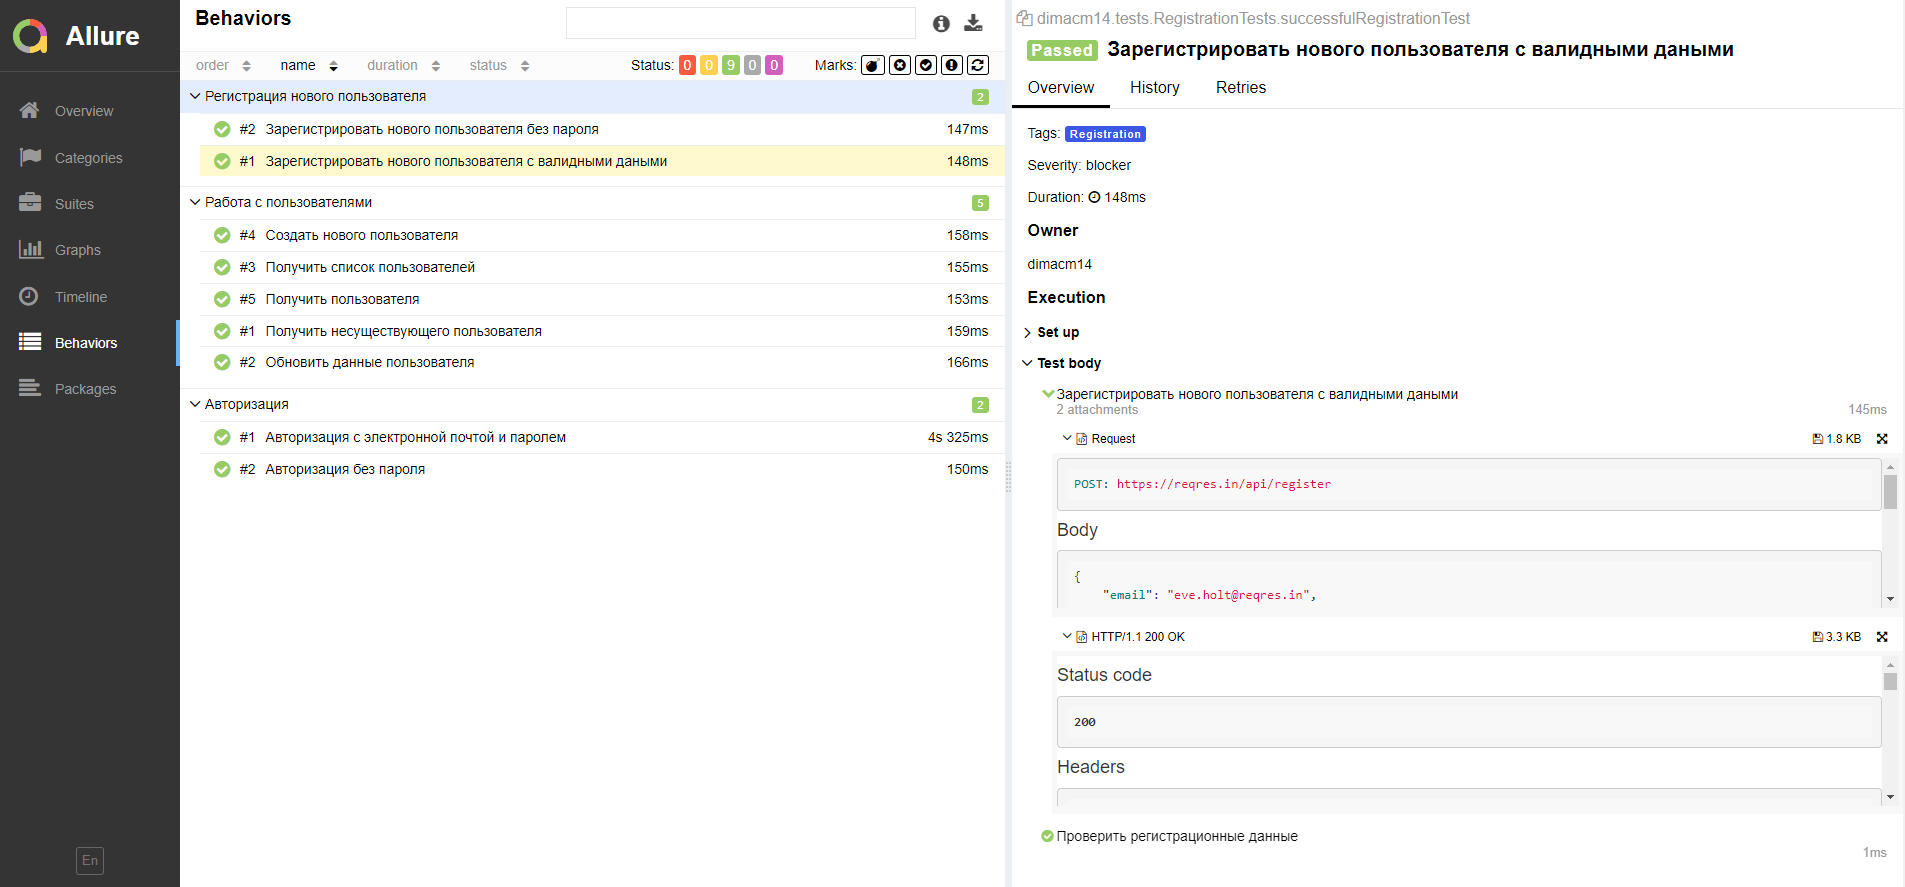 Allure
Overview
Categories
Suites
Graphs
Timeline
Behaviors
Packages
En
Behaviors
order name duration status Status: 0 0 9 0 0 Marks:
Регистрация нового пользователя 2
#2 Зарегистрировать нового пользователя без пароля 147ms
#1 Зарегистрировать нового пользователя с валидными даными 148ms
Работа с пользователями 5
#4 Создать нового пользователя 158ms
#3 Получить список пользователей 155ms
#5 Получить пользователя 153ms
#1 Получить несуществующего пользователя 159ms
#2 Обновить данные пользователя 166ms
Авторизация 2
#1 Авторизация с электронной почтой и паролем 4s 325ms
#2 Авторизация без пароля 150ms
dimacm14.tests.RegistrationTests.successfulRegistrationTest
Passed Зарегистрировать нового пользователя с валидными даными
Overview History Retries
Tags: Registration
Severity: blocker
Duration: 148ms
Owner
dimacm14
Execution
Set up
Test body
Зарегистрировать нового пользователя с валидными даными
2 attachments 145ms
Request 1.8 KB
POST: https://reqres.in/api/register
Body
{
"email": "eve.holt@reqres.in",
HTTP/1.1 200 OK 3.3 KB
Status code
200
Headers
Проверить регистрационные данные
1ms